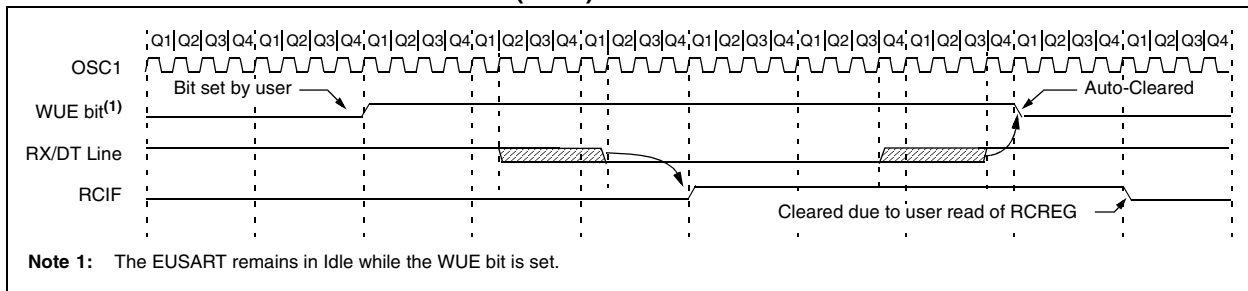 Q1 Q2 Q3 Q4 Q1 Q2 Q3 Q4 Q1 Q2 Q3 Q4 Q1 Q2 Q3 Q4 Q1 Q2 Q3 Q4 Q1 Q2 Q3 Q4 Q1 Q2 Q3 Q4 Q1 Q2 Q3 Q4 Q1 Q2 Q3 Q4 Q1 Q2 Q3 Q4
OSC1
Bit set by user
Auto-Cleared
WUE bit(1)
RX/DT Line
RCIF
Cleared due to user read of RCREG
Note 1: The EUSART remains in Idle while the WUE bit is set.